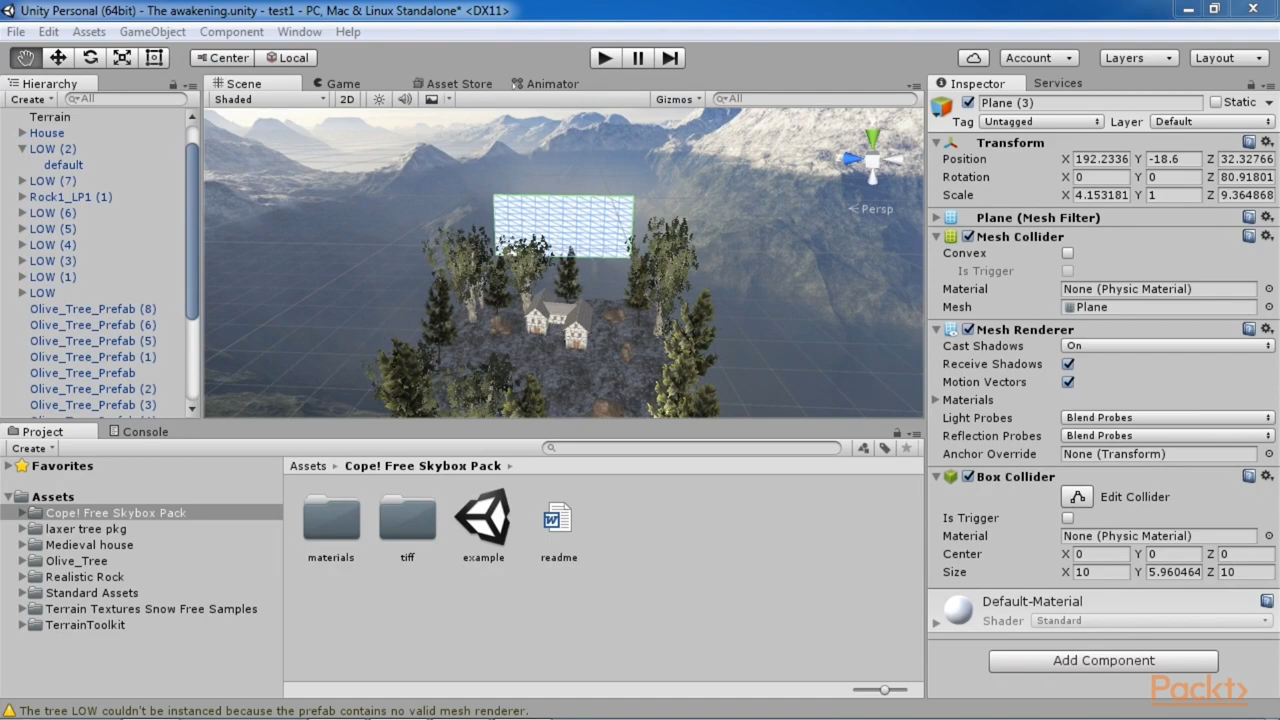 Unity Personal (64bit) - The awakening.unity - test1 - PC, Mac & Linux Standalone* <DX11>
File Edit Assets GameObject Component Window Help
Center Local Account Layers Layout
Hierarchy
Create All
Terrain
House
LOW (2)
default
LOW (7)
Rock1_LP1 (1)
LOW (6)
LOW (5)
LOW (4)
LOW (3)
LOW (1)
LOW
Olive_Tree_Prefab (8)
Olive_Tree_Prefab (6)
Olive_Tree_Prefab (5)
Olive_Tree_Prefab (1)
Olive_Tree_Prefab
Olive_Tree_Prefab (2)
Olive_Tree_Prefab (3)
Scene Game Asset Store Animator
Shaded 2D Gizmos All
Persp
Inspector Services
Plane (3) Static
Tag Untagged Layer Default
Transform
Position X 192.2336 Y -18.6 Z 32.32766
Rotation X 0 Y 0 Z 80.91801
Scale X 4.153181 Y 1 Z 9.364868
Plane (Mesh Filter)
Mesh Collider
Convex
Is Trigger
Material None (Physic Material)
Mesh Plane
Mesh Renderer
Cast Shadows On
Receive Shadows
Motion Vectors
Materials
Light Probes Blend Probes
Reflection Probes Blend Probes
Anchor Override None (Transform)
Box Collider
Edit Collider
Is Trigger
Material None (Physic Material)
Center X 0 Y 0 Z 0
Size X 10 Y 5.960464 Z 10
Default-Material
Shader Standard
Add Component
Project Console
Create
Favorites
Assets
Cope! Free Skybox Pack
laxer tree pkg
Medieval house
Olive_Tree
Realistic Rock
Standard Assets
Terrain Textures Snow Free Samples
TerrainToolkit
Assets Cope! Free Skybox Pack
materials tiff example readme
The tree LOW couldn't be instanced because the prefab contains no valid mesh renderer.
Packt